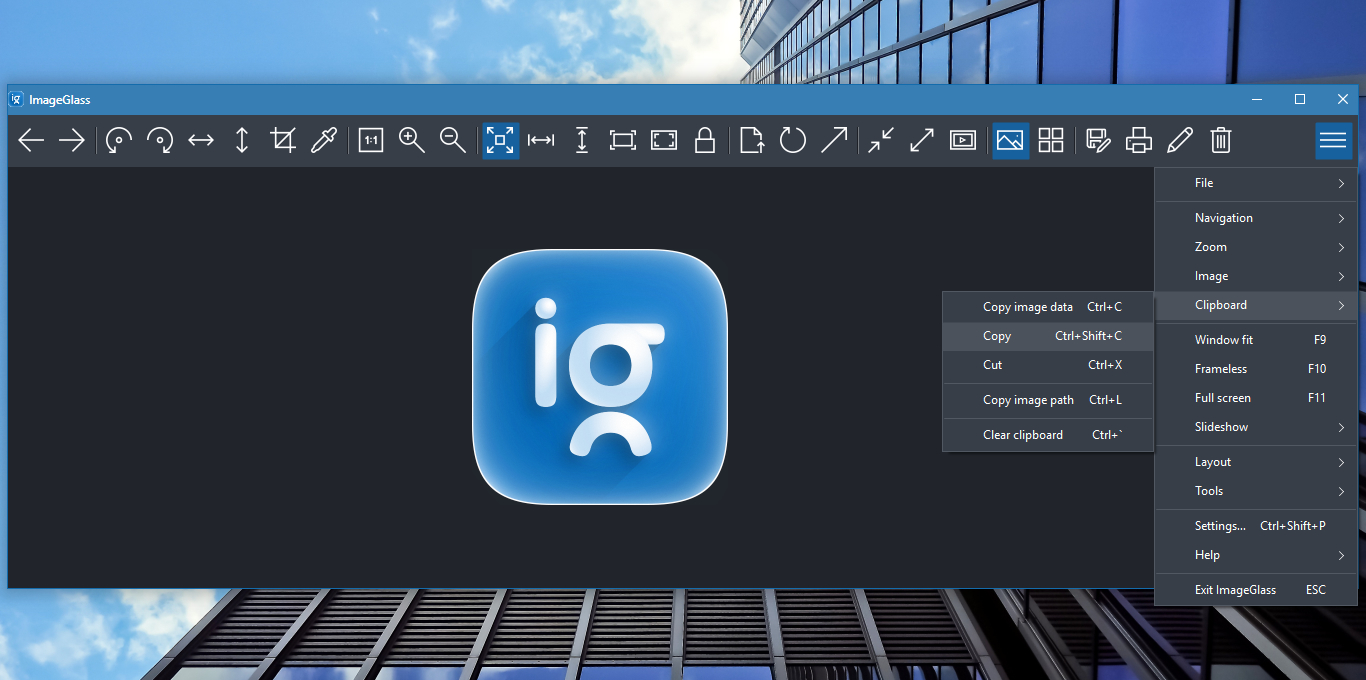 ig ImageGlass
1:1
File
Navigation
Zoom
Image
Clipboard
Window fit F9
Frameless F10
Full screen F11
Slideshow
Layout
Tools
Settings... Ctrl+Shift+P
Help
Exit ImageGlass ESC
Copy image data Ctrl+C
Copy Ctrl+Shift+C
Cut Ctrl+X
Copy image path Ctrl+L
Clear clipboard Ctrl+`
ig